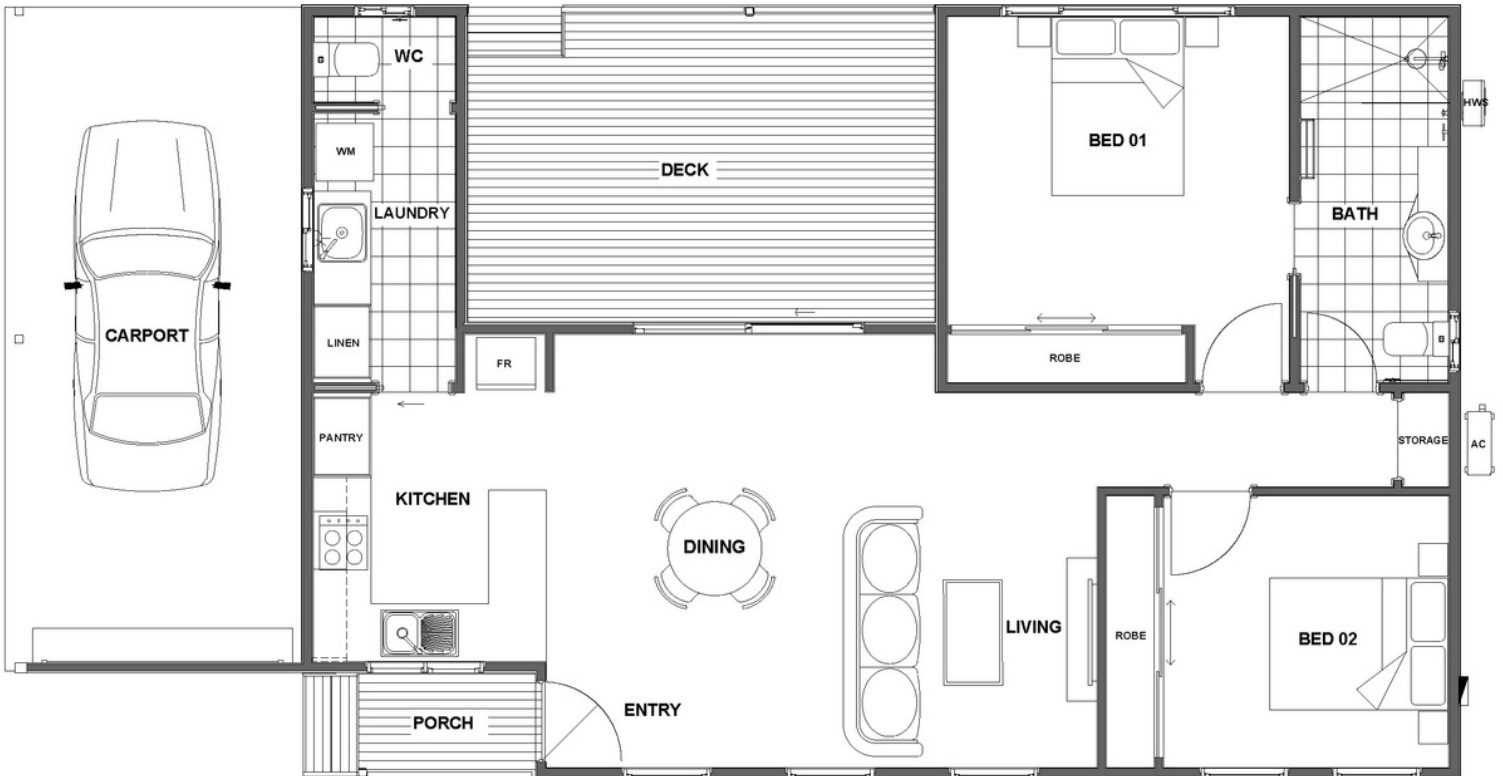 WC
WM
LAUNDRY
LINEN
DECK
BED 01
BATH
HWS
CARPORT
FR
ROBE
PANTRY
STORAGE
AC
KITCHEN
DINING
LIVING
ROBE
BED 02
ENTRY
PORCH